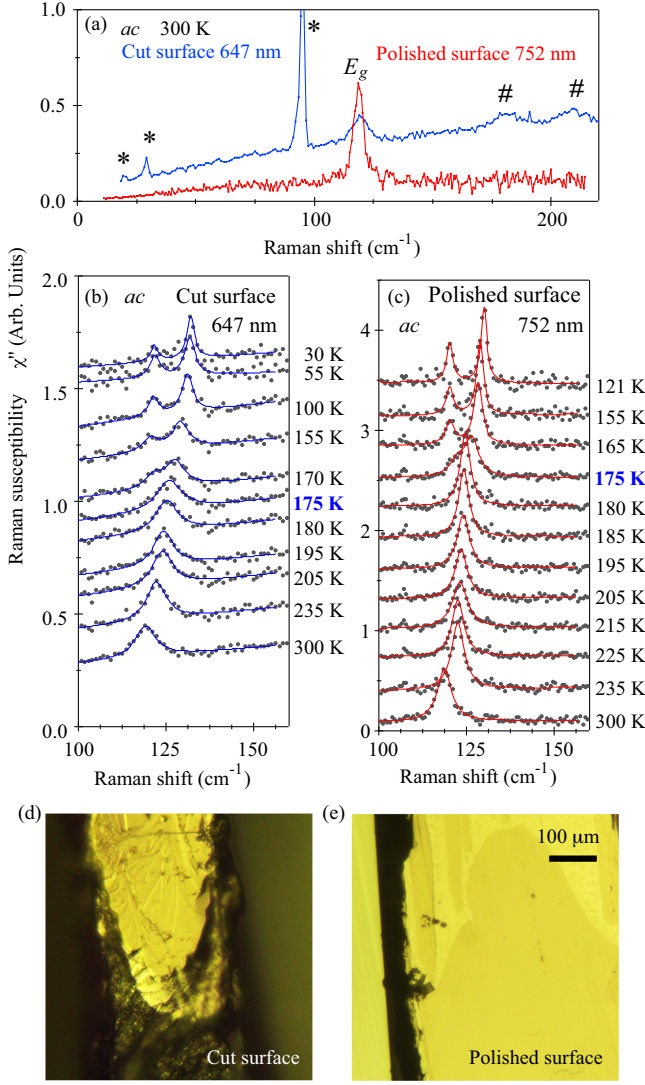 (a) ac 300 K
Cut surface 647 nm
Polished surface 752 nm
E_g
*
*
*
#
#
1.0
0.5
0.0
0
100
150
200
Raman shift (cm⁻¹)
Raman susceptibility χ'' (Arb. Units)
(b) ac Cut surface
647 nm
2.0
1.5
1.0
0.5
0.0
30 K
55 K
100 K
155 K
170 K
175 K
180 K
195 K
205 K
235 K
300 K
100
125
150
Raman shift (cm⁻¹)
(c) Polished surface
ac 752 nm
4
3
2
1
0
121 K
155 K
165 K
175 K
180 K
185 K
195 K
205 K
215 K
225 K
235 K
300 K
100
125
150
Raman shift (cm⁻¹)
(d)
Cut surface
(e)
100 µm
Polished surface